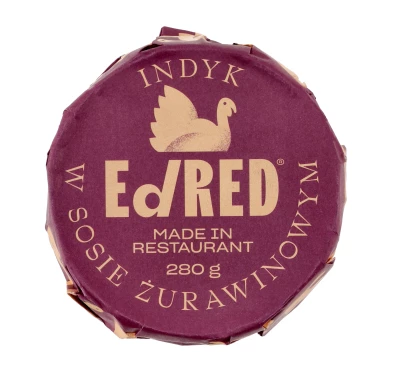 INDYK
EdRED®
MADE IN
RESTAURANT
280 g
W SOSIE ŻURAWINOWYM